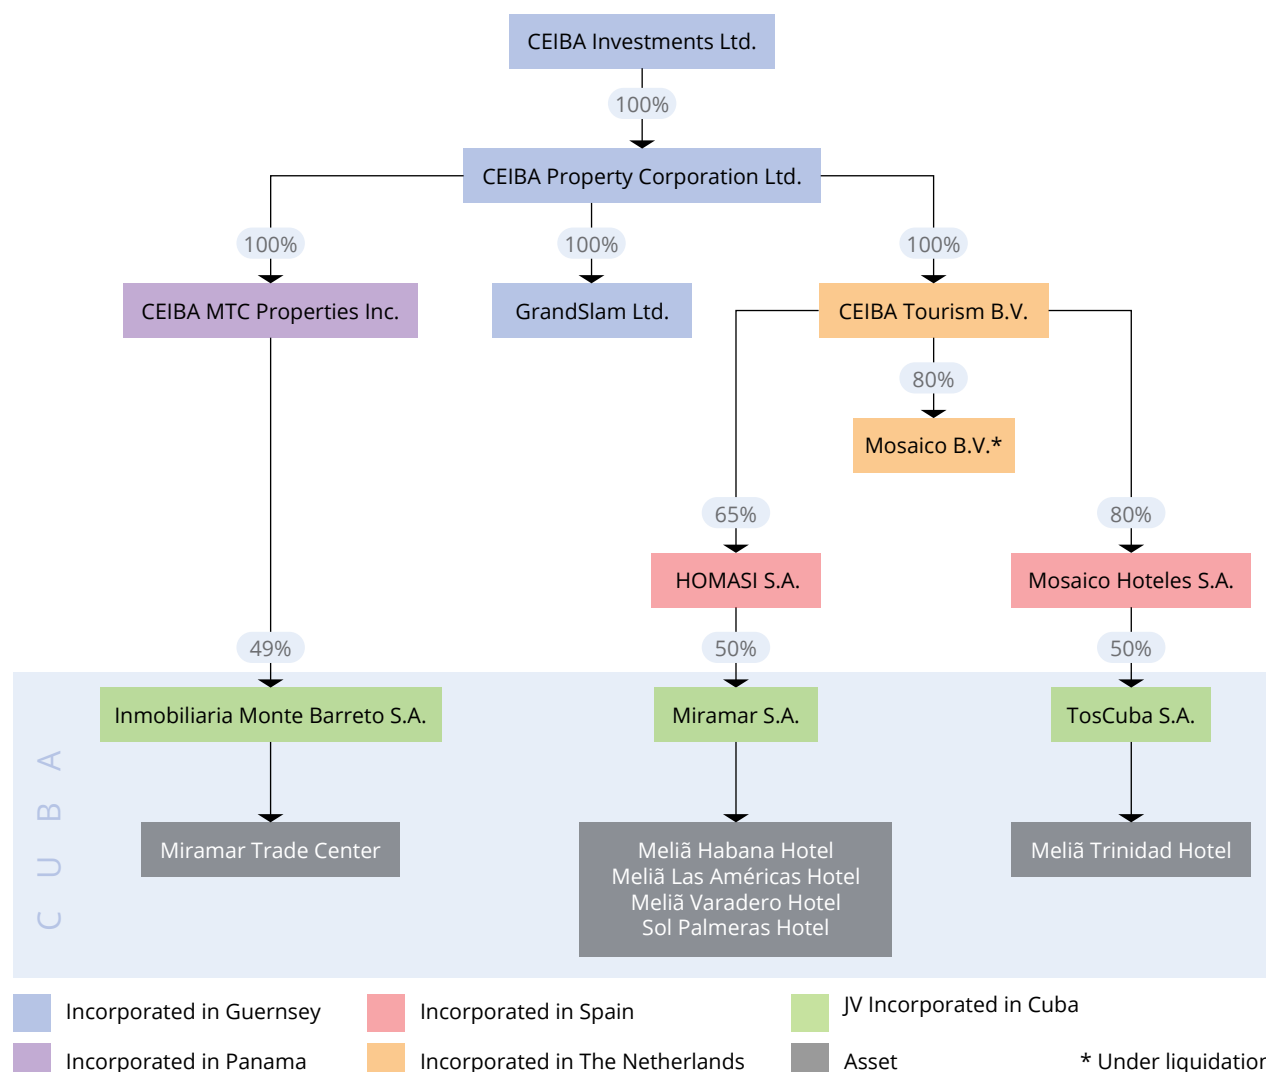 CEIBA Investments Ltd.
100%
CEIBA Property Corporation Ltd.
100%
100%
100%
CEIBA MTC Properties Inc.
GrandSlam Ltd.
CEIBA Tourism B.V.
80%
Mosaico B.V.*
65%
80%
HOMASI S.A.
Mosaico Hoteles S.A.
49%
50%
50%
Inmobiliaria Monte Barreto S.A.
Miramar S.A.
TosCuba S.A.
CUBA
Miramar Trade Center
Meliã Habana Hotel
Meliã Las Américas Hotel
Meliã Varadero Hotel
Sol Palmeras Hotel
Meliã Trinidad Hotel
Incorporated in Guernsey
Incorporated in Spain
JV Incorporated in Cuba
Incorporated in Panama
Incorporated in The Netherlands
Asset
* Under liquidation